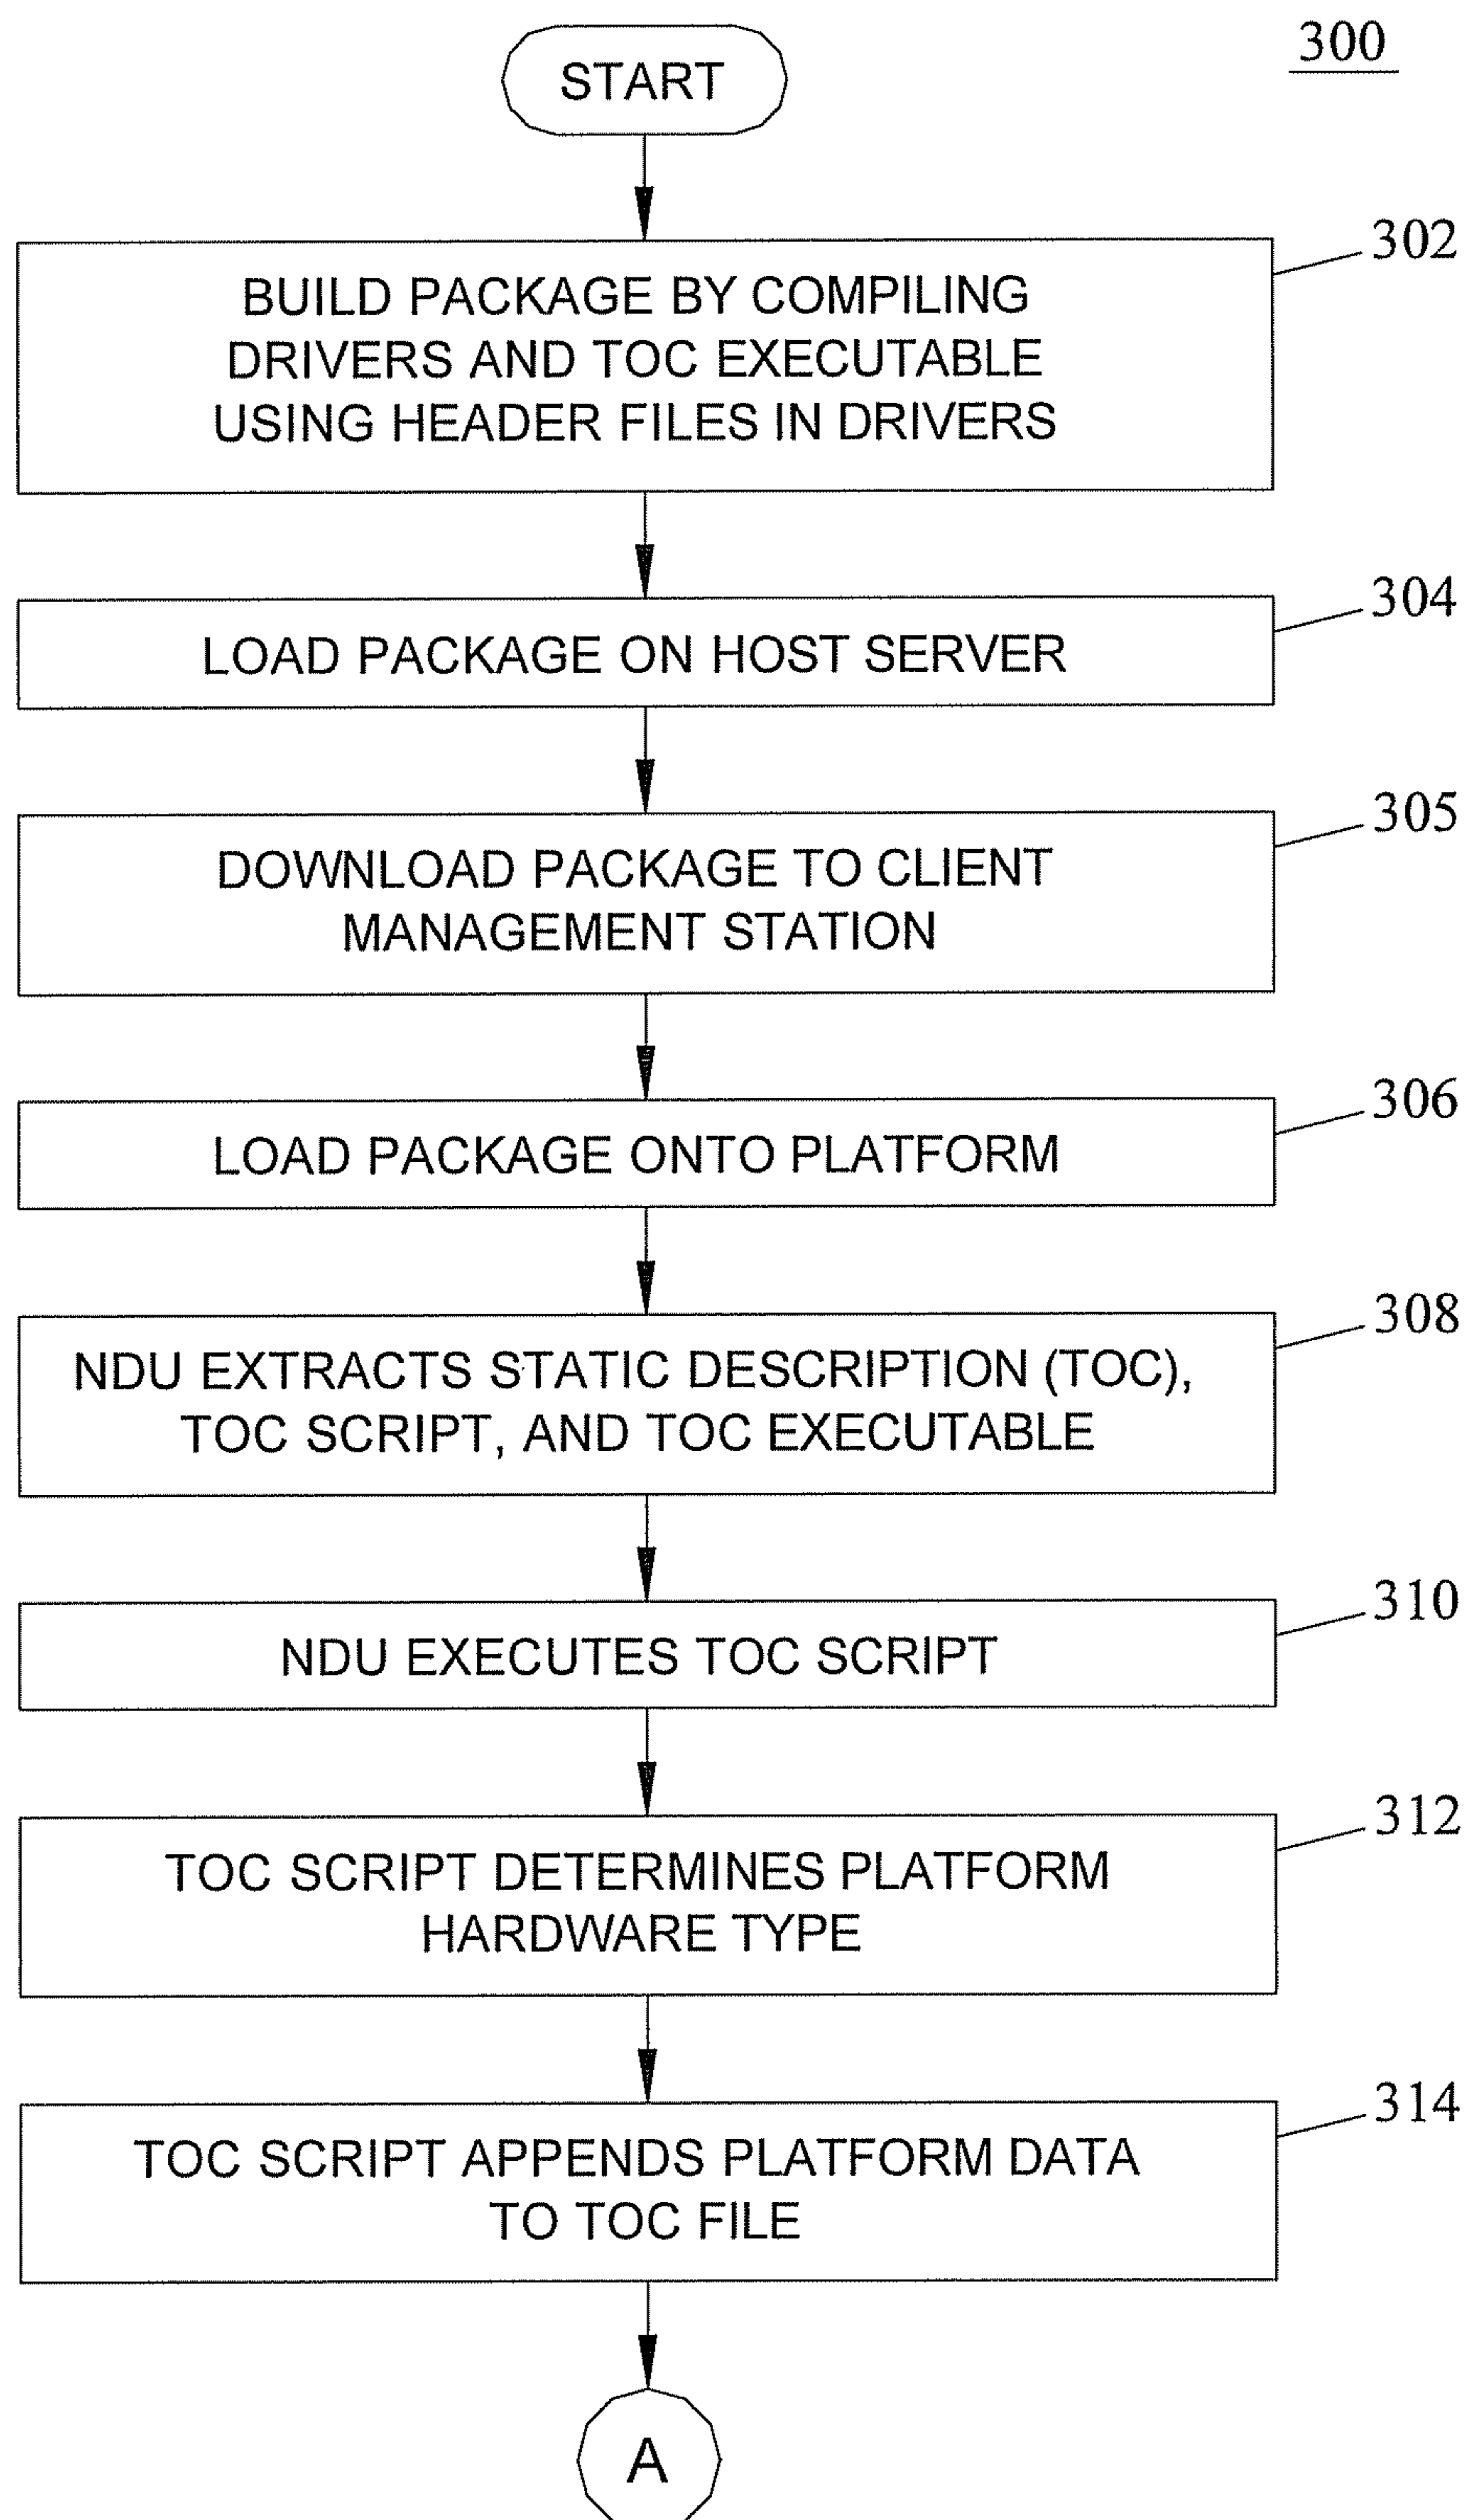 300
START
302
BUILD PACKAGE BY COMPILING
DRIVERS AND TOC EXECUTABLE
USING HEADER FILES IN DRIVERS
304
LOAD PACKAGE ON HOST SERVER
305
DOWNLOAD PACKAGE TO CLIENT
MANAGEMENT STATION
306
LOAD PACKAGE ONTO PLATFORM
308
NDU EXTRACTS STATIC DESCRIPTION (TOC),
TOC SCRIPT, AND TOC EXECUTABLE
310
NDU EXECUTES TOC SCRIPT
312
TOC SCRIPT DETERMINES PLATFORM
HARDWARE TYPE
314
TOC SCRIPT APPENDS PLATFORM DATA
TO TOC FILE
A